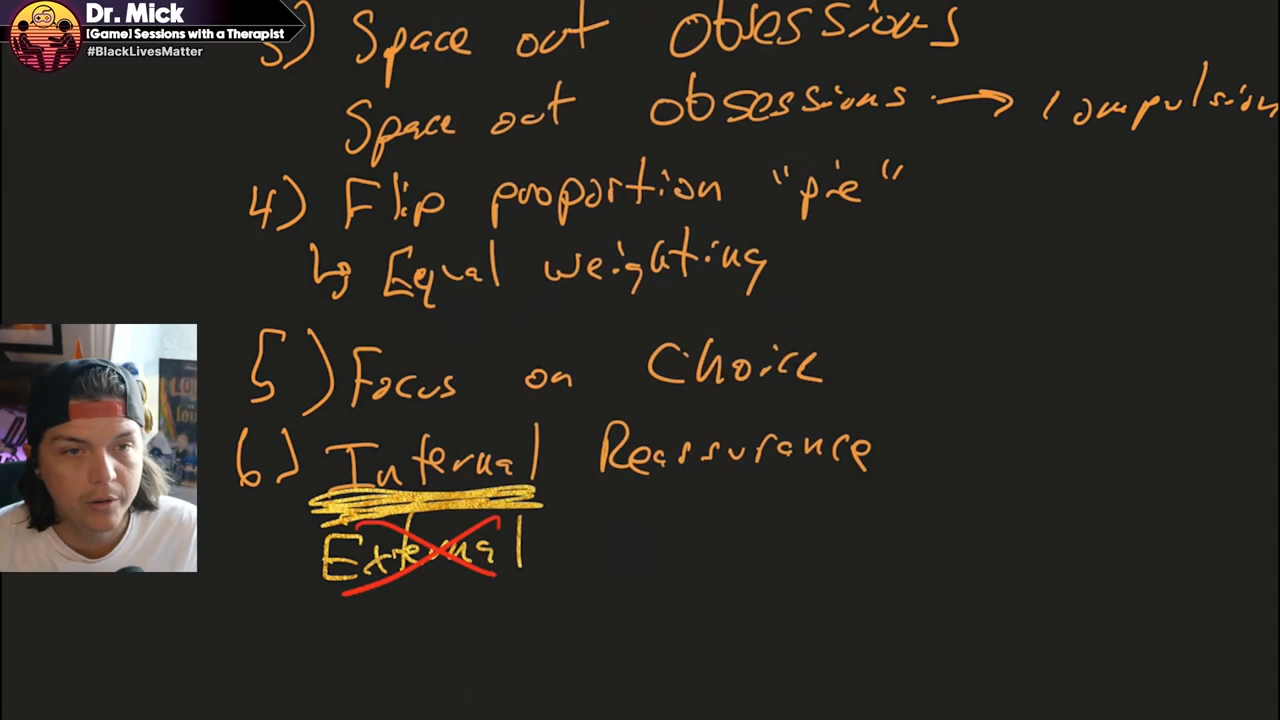 Dr. Mick
[Game] Sessions with a Therapist
#BlackLivesMatter
3) Space out obsessions
Space out obsessions → compulsion
4) Flip proportion "pie"
↳ Equal weighting
5) Focus on Choice
6) Internal Reassurance
External